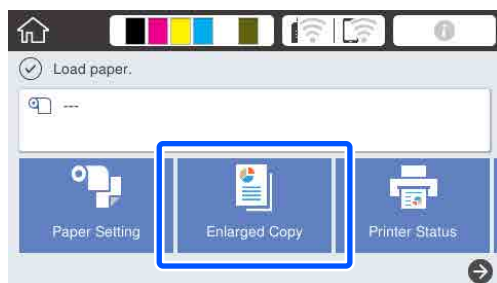 Load paper.
---
Paper Setting
Enlarged Copy
Printer Status